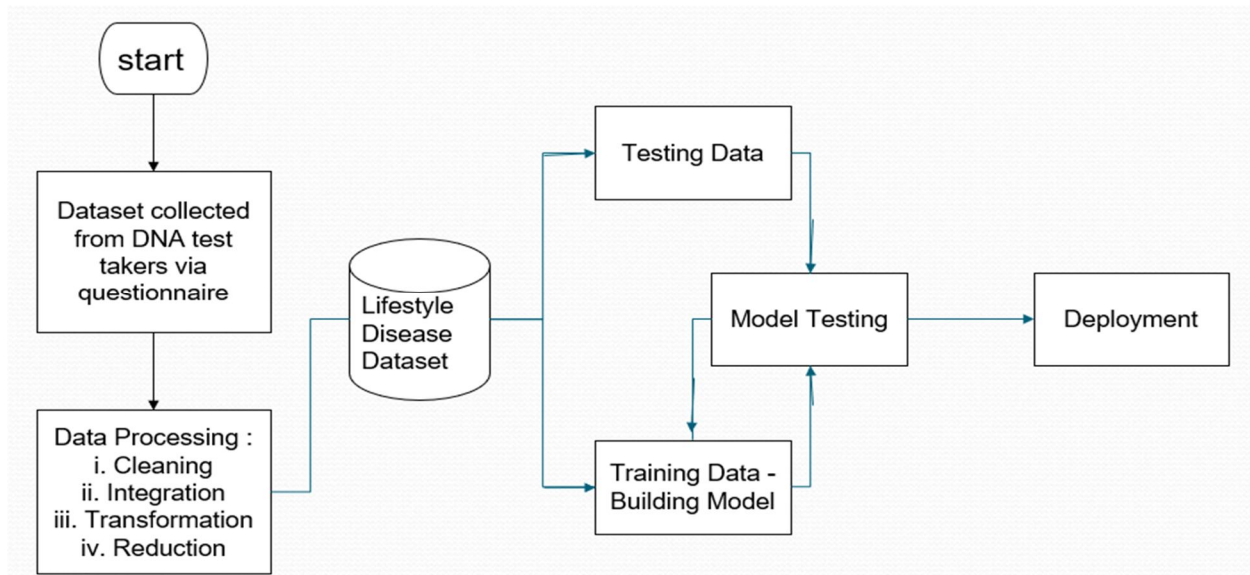 start
Dataset collected
from DNA test
takers via
questionnaire
Data Processing :
i. Cleaning
ii. Integration
iii. Transformation
iv. Reduction
Lifestyle
Disease
Dataset
Testing Data
Model Testing
Training Data -
Building Model
Deployment